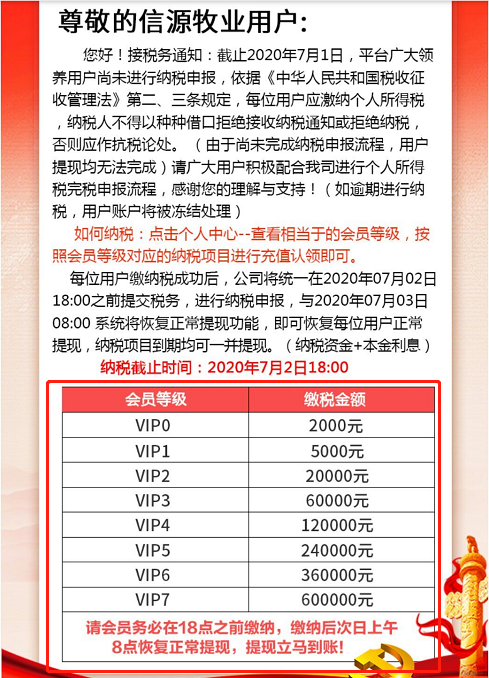 尊敬的信源牧业用户:
您好！接税务通知：截止2020年7月1日，平台广大领
养用户尚未进行纳税申报，依据《中华人民共和国税收征
收管理法》第二、三条规定，每位用户应激纳个人所得税
，纳税人不得以种种借口拒绝接收纳税通知或拒绝纳税，
否则应作抗税论处。（由于尚未完成纳税申报流程，用户
提现均无法完成）请广大用户积极配合我司进行个人所得
税完税申报流程，感谢您的理解与支持！（如逾期进行纳
税，用户账户将被冻结处理）
如何纳税：点击个人中心--查看相当于的会员等级，按
照会员等级对应的纳税项目进行充值认领即可。
每位用户缴纳税成功后，公司将统一在2020年07月02日
18:00之前提交税务，进行纳税申报，与2020年07月03日
08:00 系统将恢复正常提现功能，即可恢复每位用户正常
提现，纳税项目到期均可一并提现。（纳税资金+本金利息）
纳税截止时间：2020年7月2日18:00
会员等级 缴税金额
VIP0 2000元
VIP1 5000元
VIP2 20000元
VIP3 60000元
VIP4 120000元
VIP5 240000元
VIP6 360000元
VIP7 600000元
请会员务必在18点之前缴纳，缴纳后次日上午
8点恢复正常提现，提现立马到账!